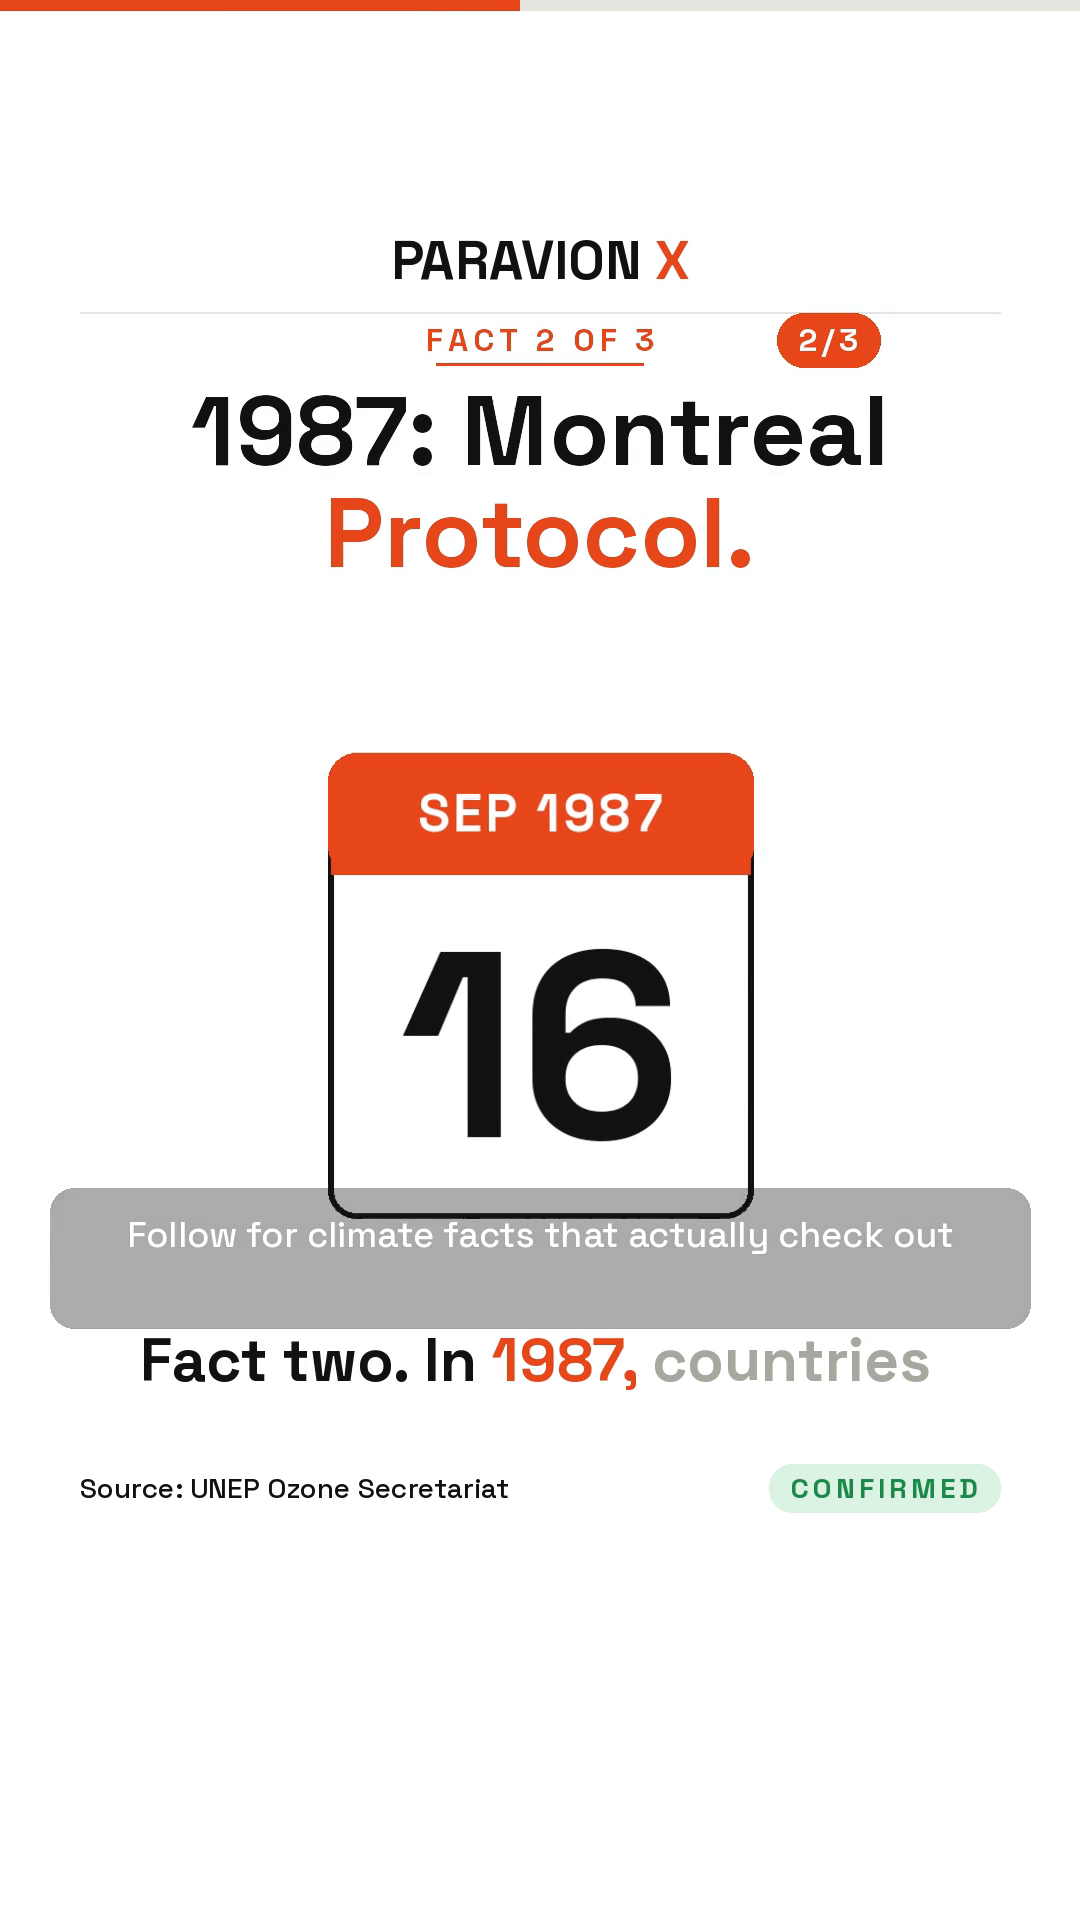 PARAVION X
FACT 2 OF 3
2/3
1987: Montreal
Protocol.
SEP 1987
16
Follow for climate facts that actually check out
Fact two. In 1987, countries
Source: UNEP Ozone Secretariat
CONFIRMED